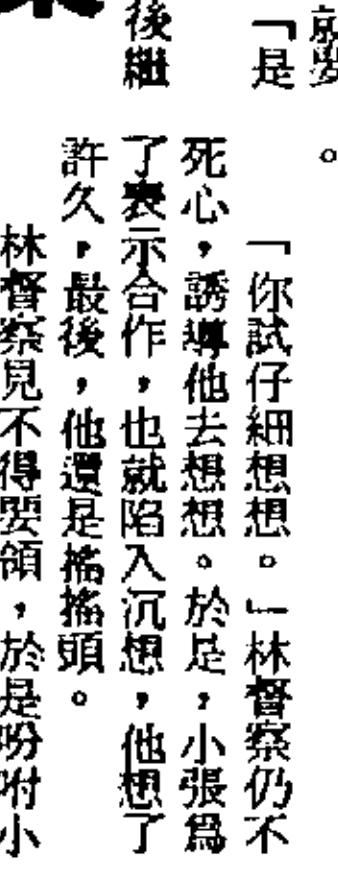 就要。
「是
後繼
「你試仔細想想。」林督察仍不
死心，誘導他去想想。於是，小張爲
了表示合作，也就陷入沉想，他想了
許久，最後，他還是搖搖頭。
林督察見不得要領，於是吩咐小